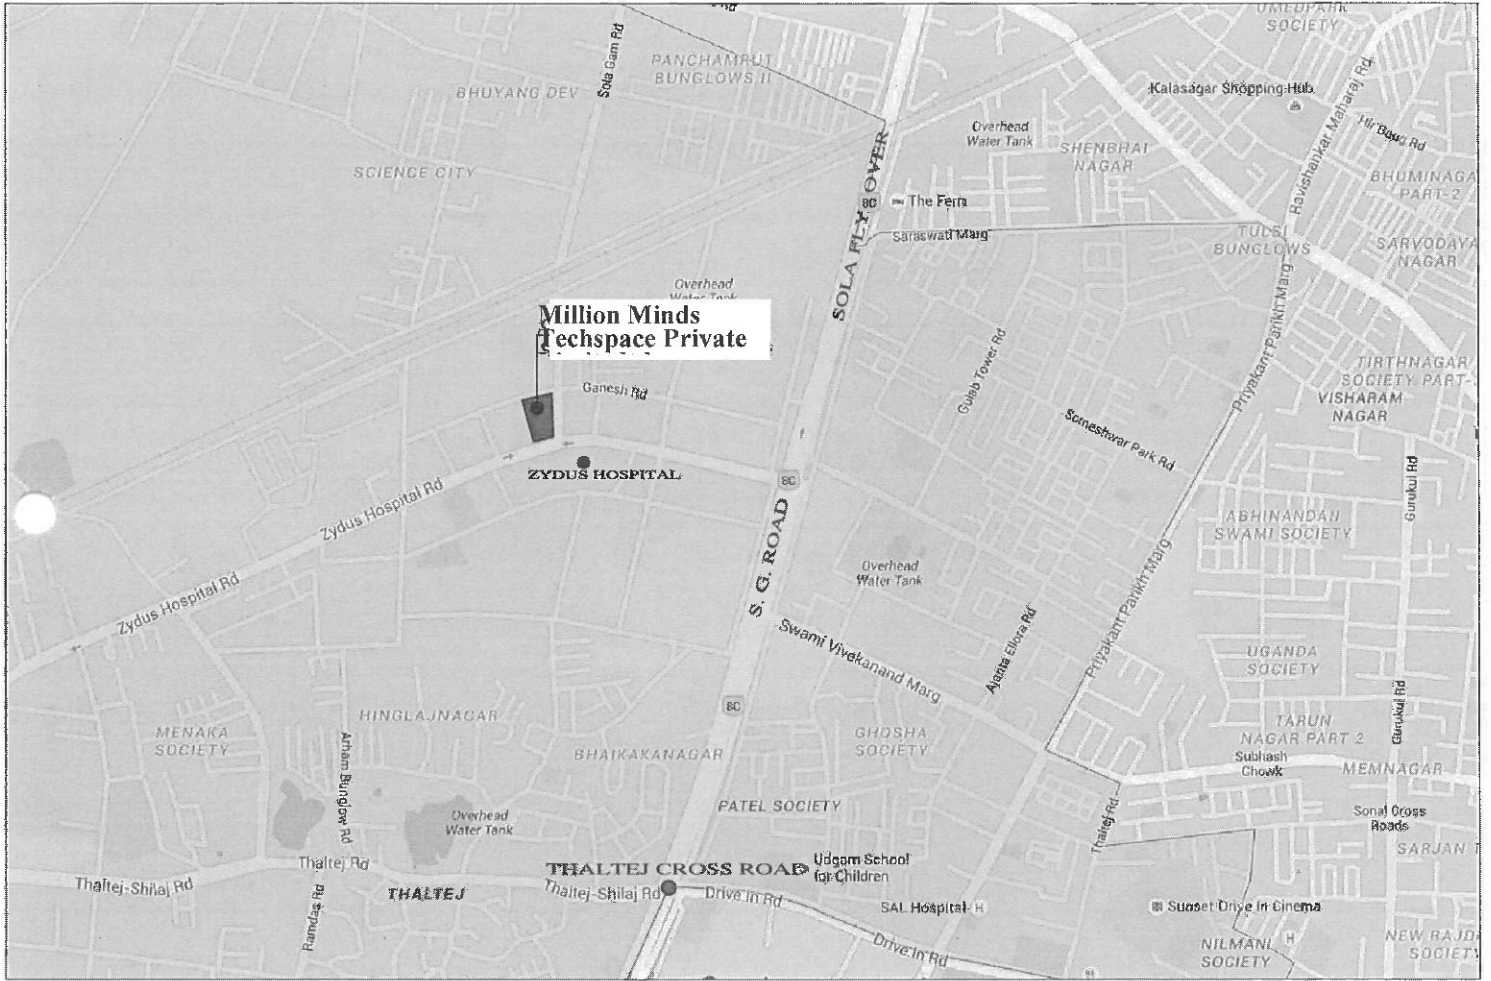 UMEDPARK
SOCIETY
Sola Gam Rd
PANCHAMRUT
BUNGLOWS II
BHUYANG DEV
Kalasagar Shopping Hub
Ravishankar Maharaj Rd
Hir Baug Rd
Overhead
Water Tank
SHENBHAI
NAGAR
SCIENCE CITY
BHUMINAGA
PART-2
SOLA FLY OVER
8C
The Fern
Saraswati Marg
TULSI
BUNGLOWS
SARVODAYA
NAGAR
Overhead
Water Tank
Million Minds
Techspace Private
Priyakant Parikh Marg
Gulab Tower Rd
TIRTHNAGAR
SOCIETY PART-
VISHARAM
NAGAR
Ganesh Rd
Someshwar Park Rd
ZYDUS HOSPITAL
8C
Gurukul Rd
Zydus Hospital Rd
S. G. ROAD
ABHINANDAN
SWAMI SOCIETY
Overhead
Water Tank
Zydus Hospital Rd
Priyakant Parikh Marg
Swami Vivekanand Marg
Ajanta Ellora Rd
UGANDA
SOCIETY
8C
Gurukul Rd
HINGLAJNAGAR
MENAKA
SOCIETY
Arham Bunglow Rd
BHAIKAKANAGAR
GHOSHA
SOCIETY
TARUN
NAGAR PART 2
Subhash
Chowk
MEMNAGAR
PATEL SOCIETY
Overhead
Water Tank
Thaltej Rd
Sonal Cross
Roads
SARJAN T
Thaltej Rd
THALTEJ CROSS ROAD
Udgam School
for Children
Thaltej-Shilaj Rd
THALTEJ
Thaltej-Shilaj Rd
Drive In Rd
Ramdas Rd
SAL Hospital
H
Sunset Drive In Cinema
Drive In Rd
NILMANI
SOCIETY
H
NEW RAJDA
SOCIETY